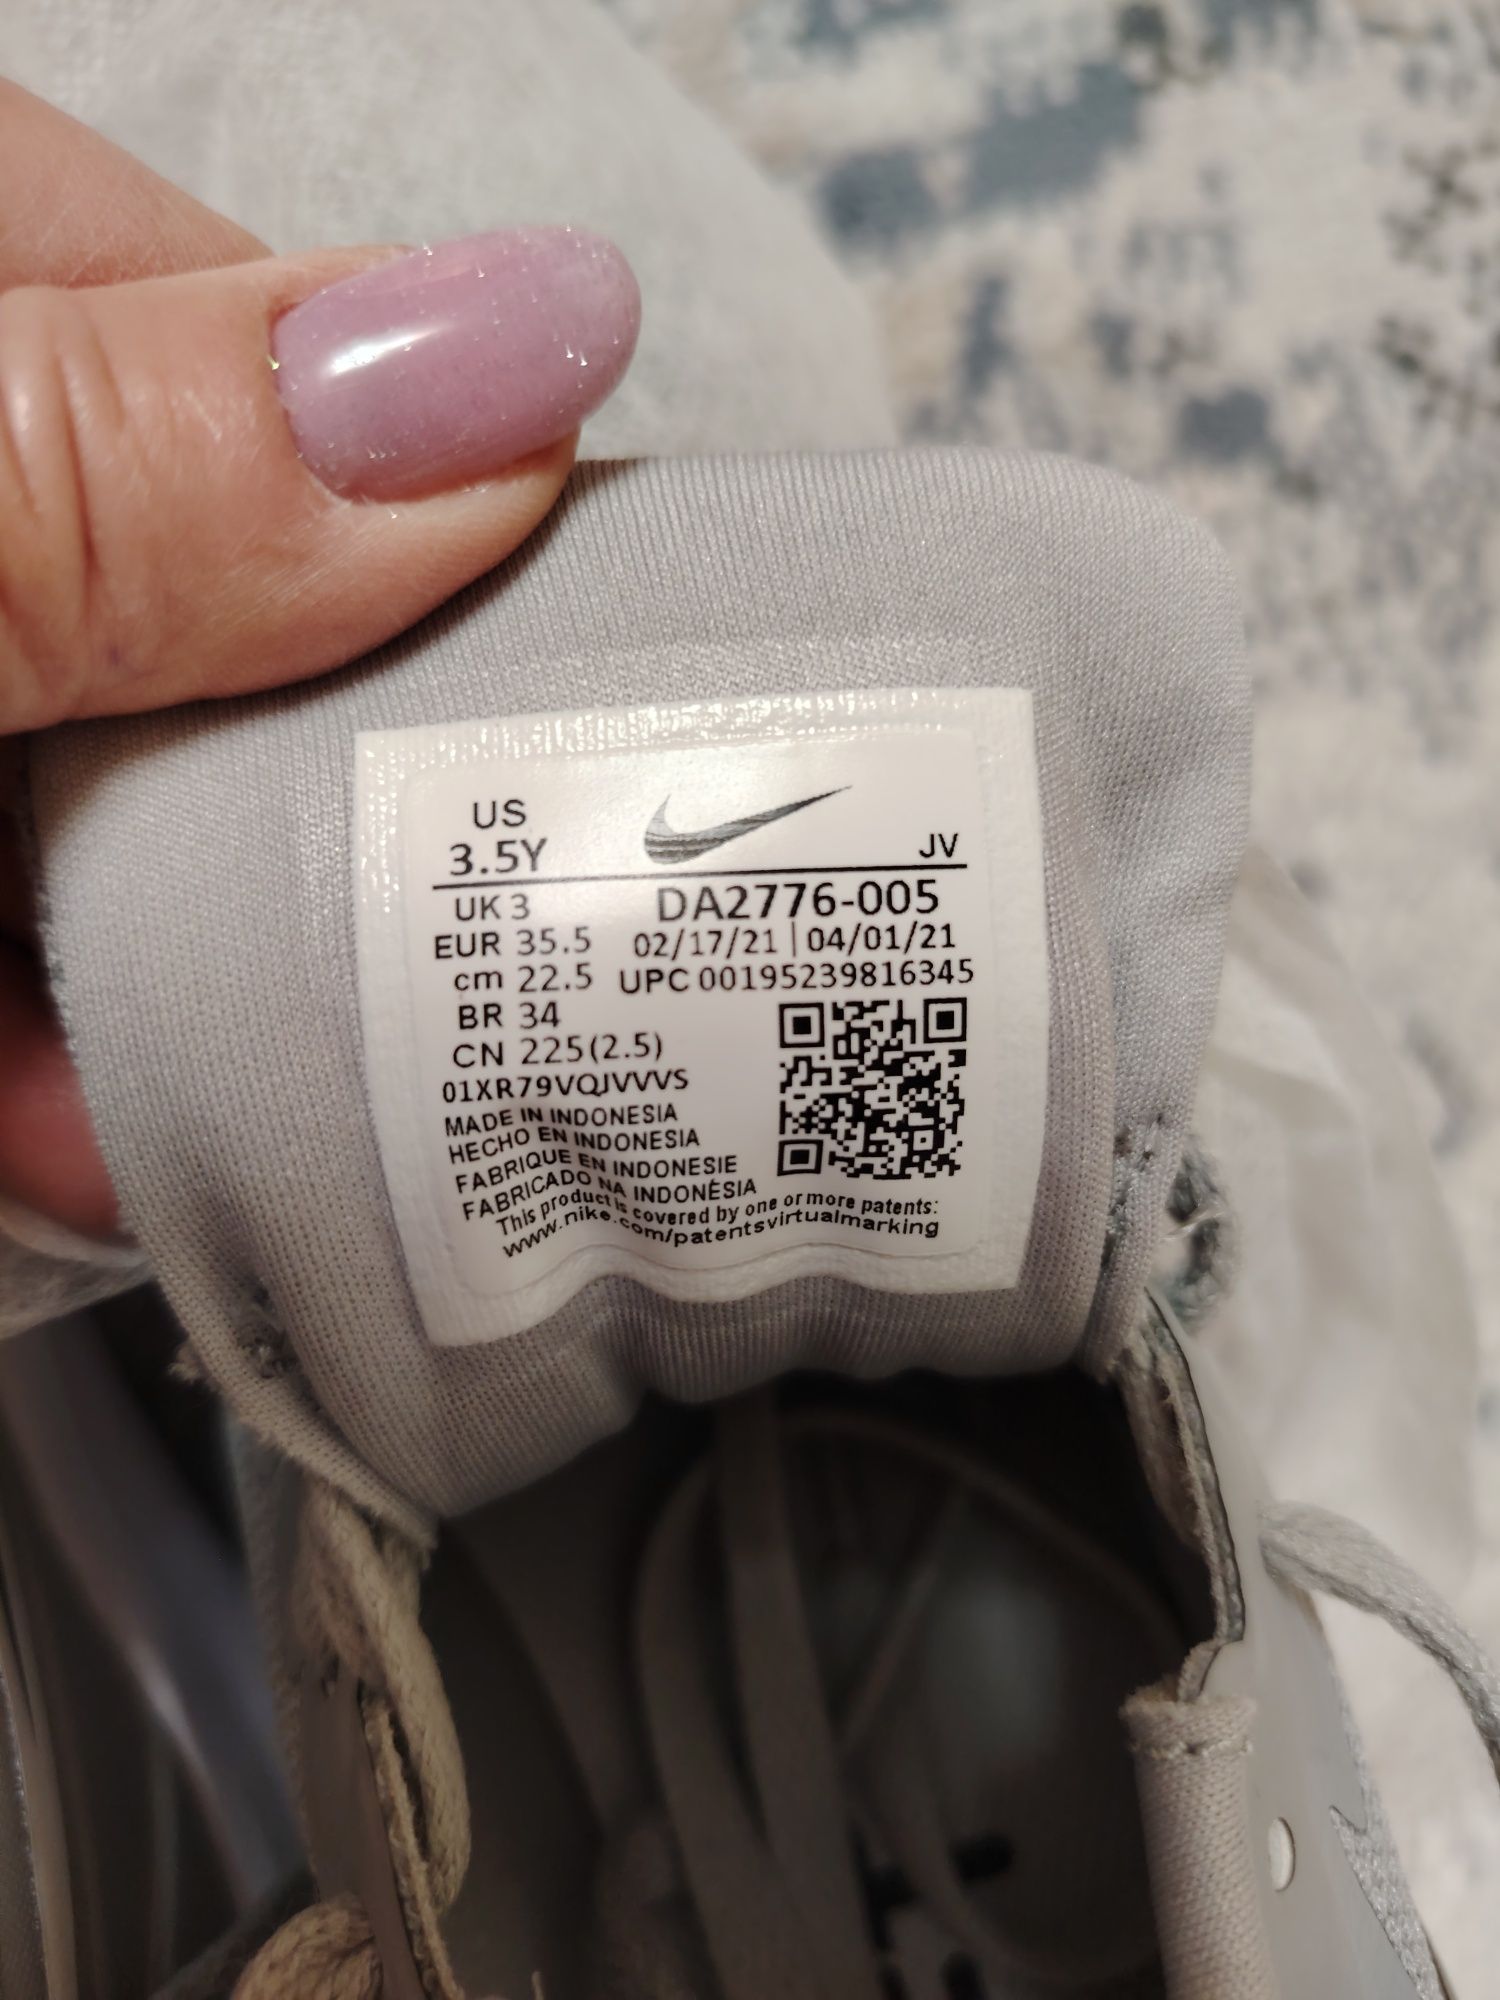 US
3.5Y JV
UK 3 DA2776-005
EUR 35.5 02/17/21 | 04/01/21
cm 22.5 UPC 00195239816345
BR 34
CN 225(2.5)
01XR79VQJVVVS
MADE IN INDONESIA
HECHO EN INDONESIA
FABRIQUE EN INDONESIE
FABRICADO NA INDONÉSIA
This product is covered by one or more patents:
www.nike.com/patentsvirtualmarking